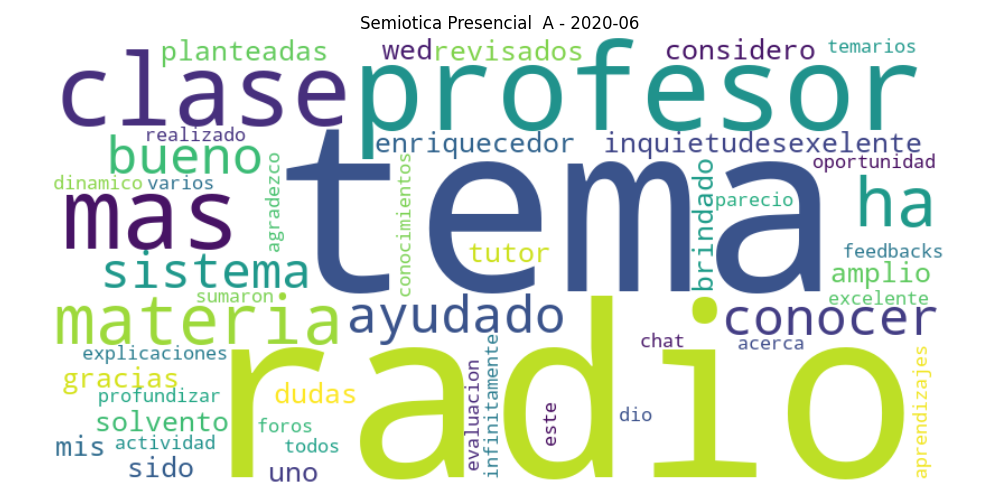 Semiotica Presencial  A - 2020-06
planteadas
wed
revisados
considero
temarios
clase
profesor
realizado
bueno
enriquecedor
inquietudes
exelente
oportunidad
dinamico
varios
agradezco
conocimientos
tema
brindado
parecio
mas
ha
tutor
feedbacks
sistema
amplio
sumaron
excelente
materia
ayudado
conocer
chat
acerca
explicaciones
radio
gracias
profundizar
dudas
evaluacion
infinitamente
este
dio
aprendizajes
solvento
foros
mis
actividad
todos
sido
uno